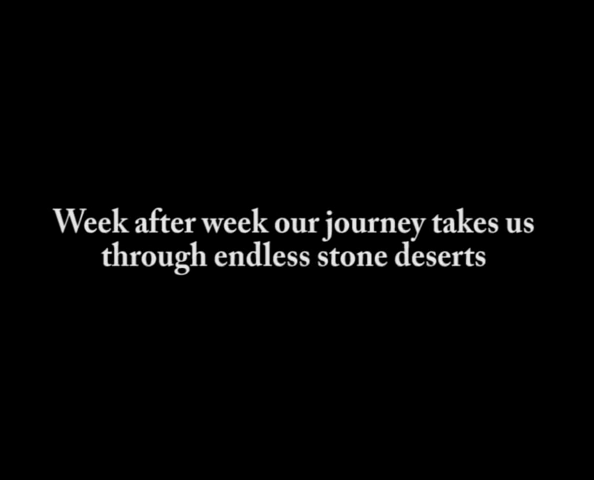 Week after week our journey takes us
through endless stone deserts